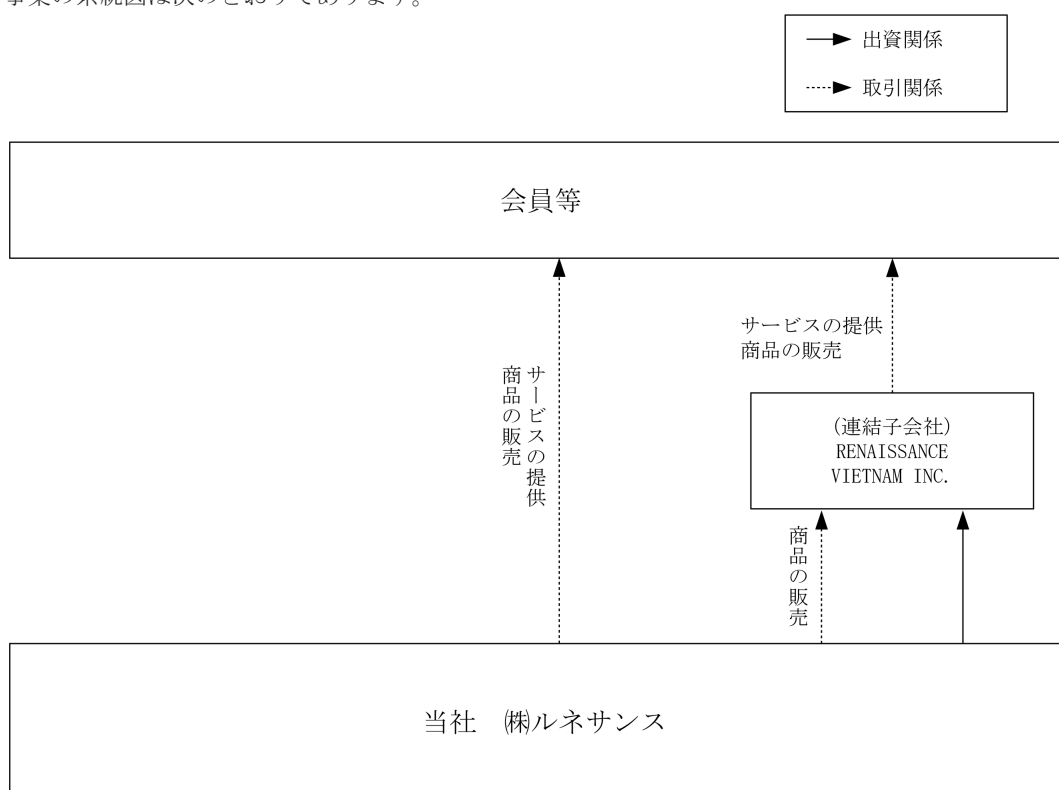 事業の系統図は次のとおりであります。
出資関係
取引関係
会員等
サービスの提供
商品の販売
サービスの提供
商品の販売
(連結子会社)
RENAISSANCE
VIETNAM INC.
商品の販売
当社 ㈱ルネサンス